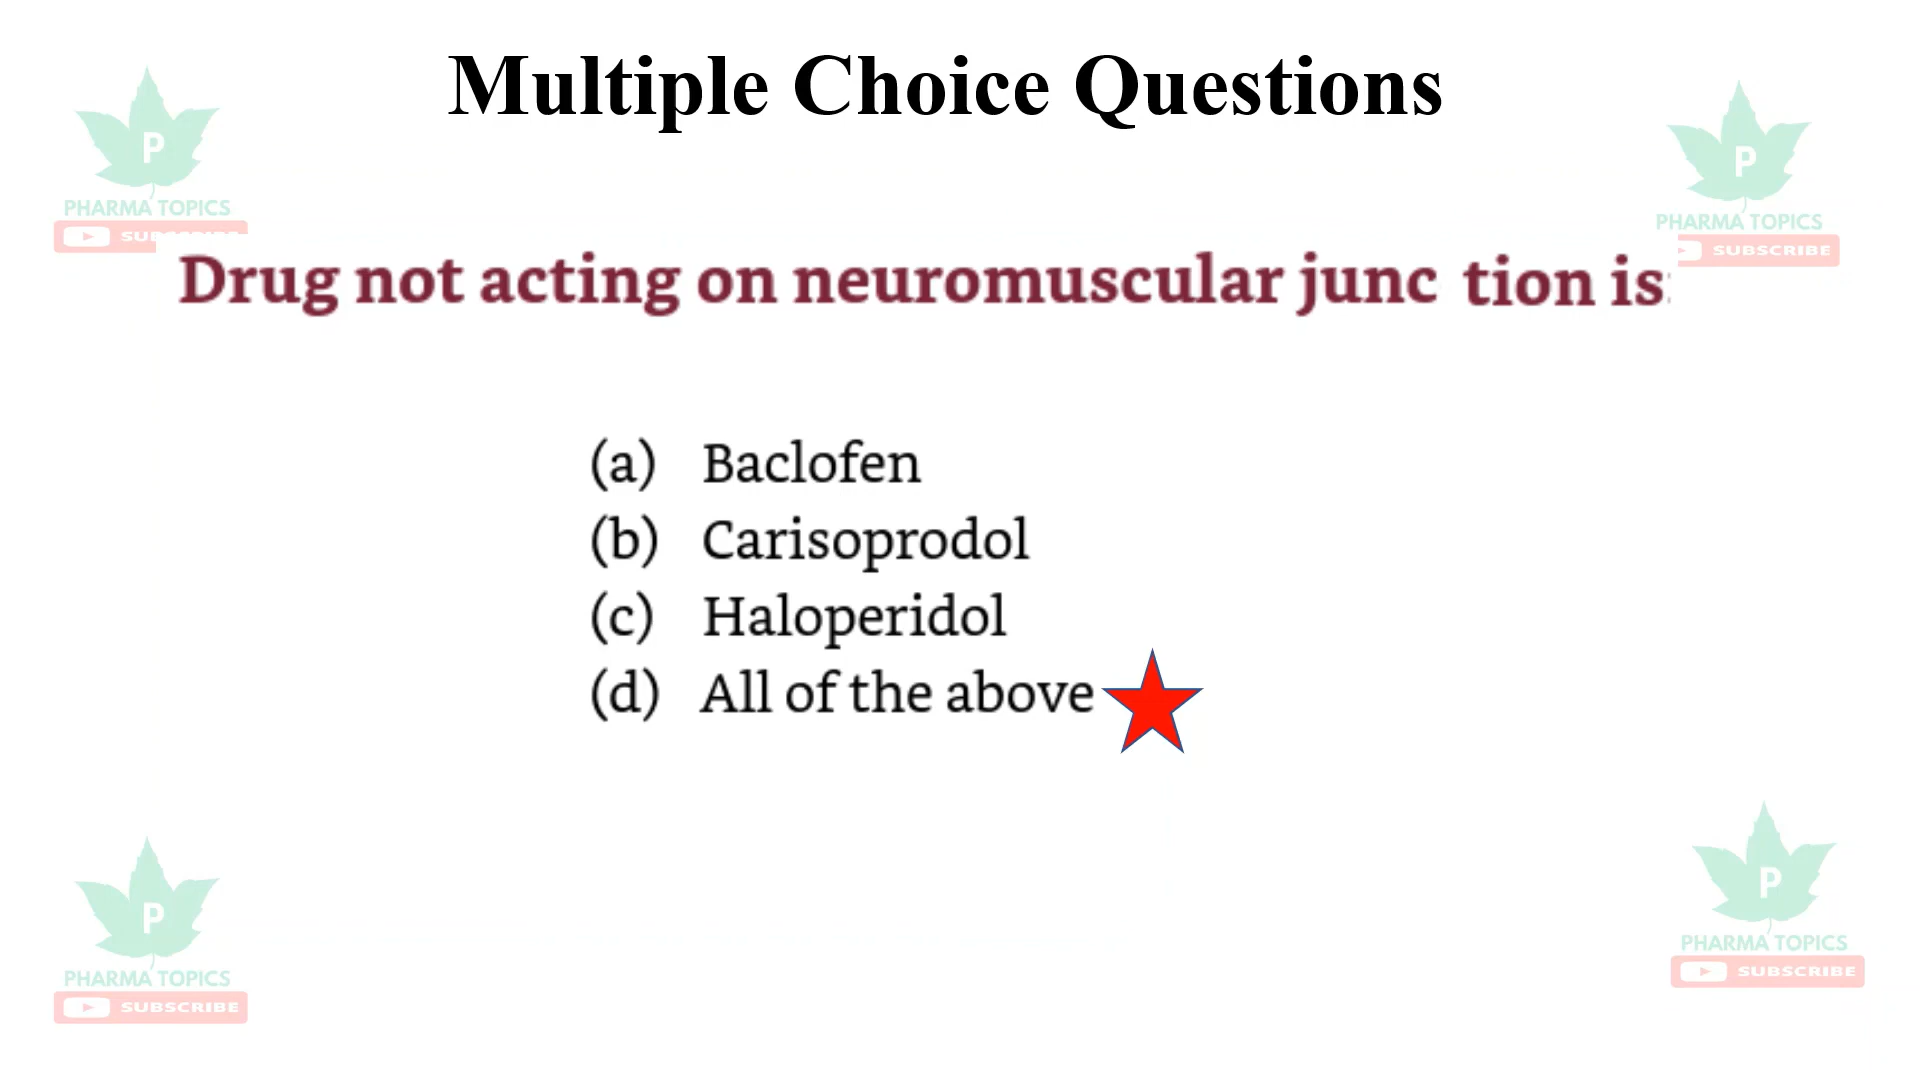 Multiple Choice Questions
P
PHARMA TOPICS
SUBSCRIBE
P
PHARMA TOPICS
SUBSCRIBE
Drug not acting on neuromuscular junc tion is:
(a) Baclofen
(b) Carisoprodol
(c) Haloperidol
(d) All of the above
P
PHARMA TOPICS
SUBSCRIBE
P
PHARMA TOPICS
SUBSCRIBE